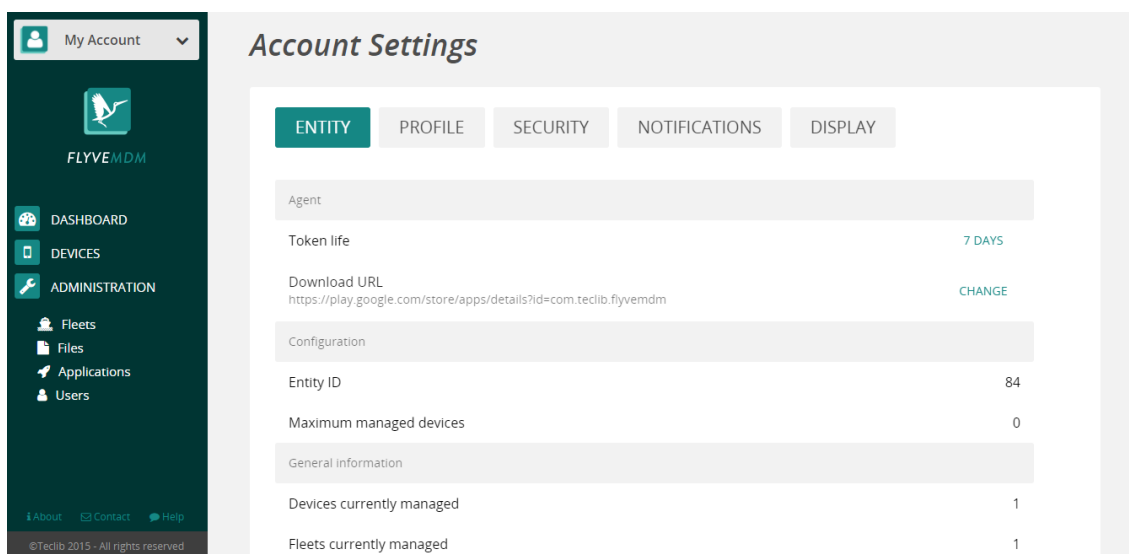 My Account
FLYVEMDM
DASHBOARD
DEVICES
ADMINISTRATION
Fleets
Files
Applications
Users
About Contact Help
©Teclib 2015 - All rights reserved
Account Settings
ENTITY PROFILE SECURITY NOTIFICATIONS DISPLAY
Agent
Token life 7 DAYS
Download URL
https://play.google.com/store/apps/details?id=com.teclib.flyvemdm CHANGE
Configuration
Entity ID 84
Maximum managed devices 0
General information
Devices currently managed 1
Fleets currently managed 1